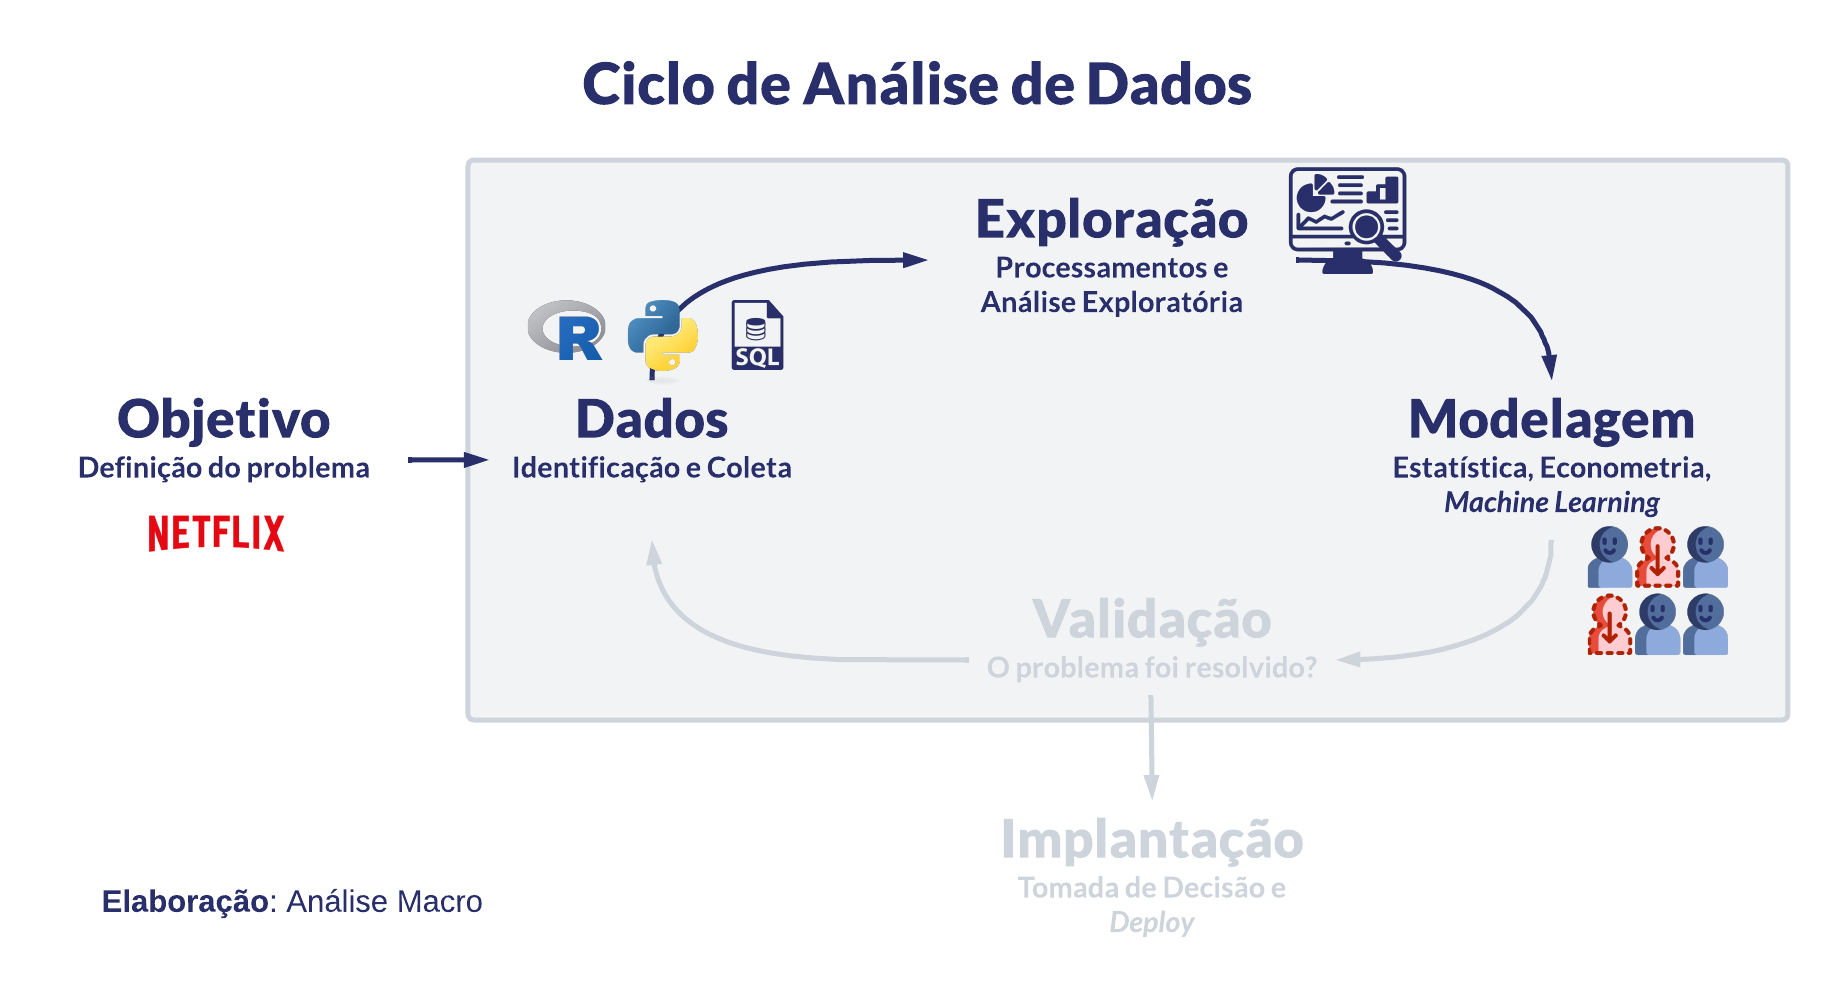 Ciclo de Análise de Dados
Exploração
Processamentos e
Análise Exploratória
R
SQL
Objetivo
Definição do problema
NETFLIX
Dados
Identificação e Coleta
Modelagem
Estatística, Econometria,
Machine Learning
Validação
O problema foi resolvido?
Implantação
Tomada de Decisão e
Deploy
Elaboração: Análise Macro